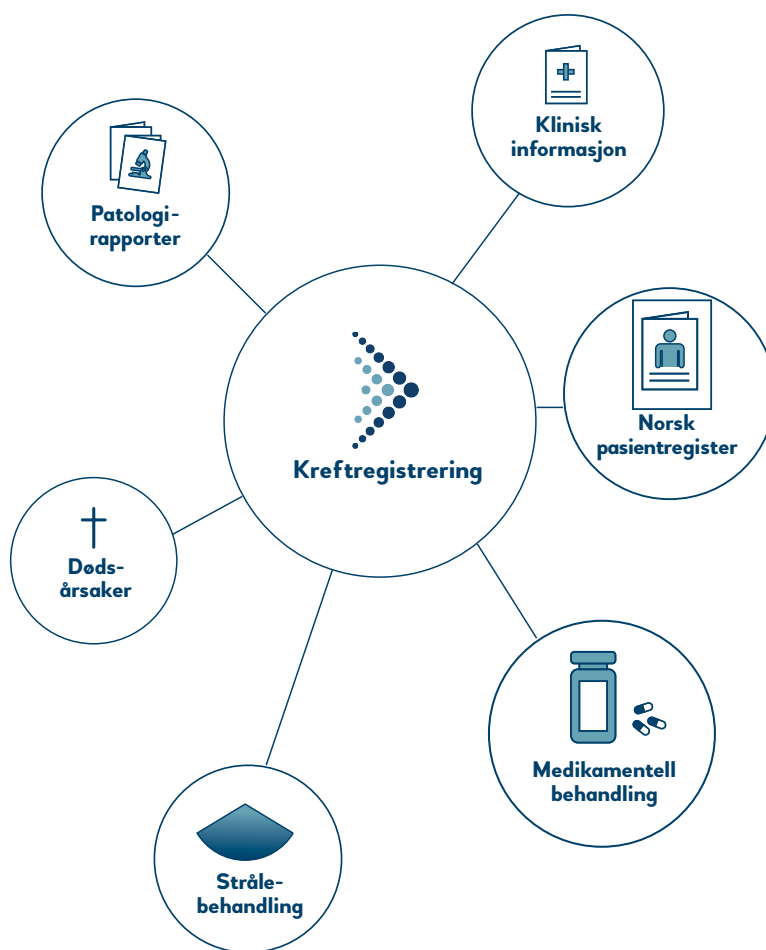 Klinisk
informasjon
Patologi-
rapporter
Norsk
pasientregister
Kreftregistrering
Døds-
årsaker
Medikamentell
behandling
Stråle-
behandling